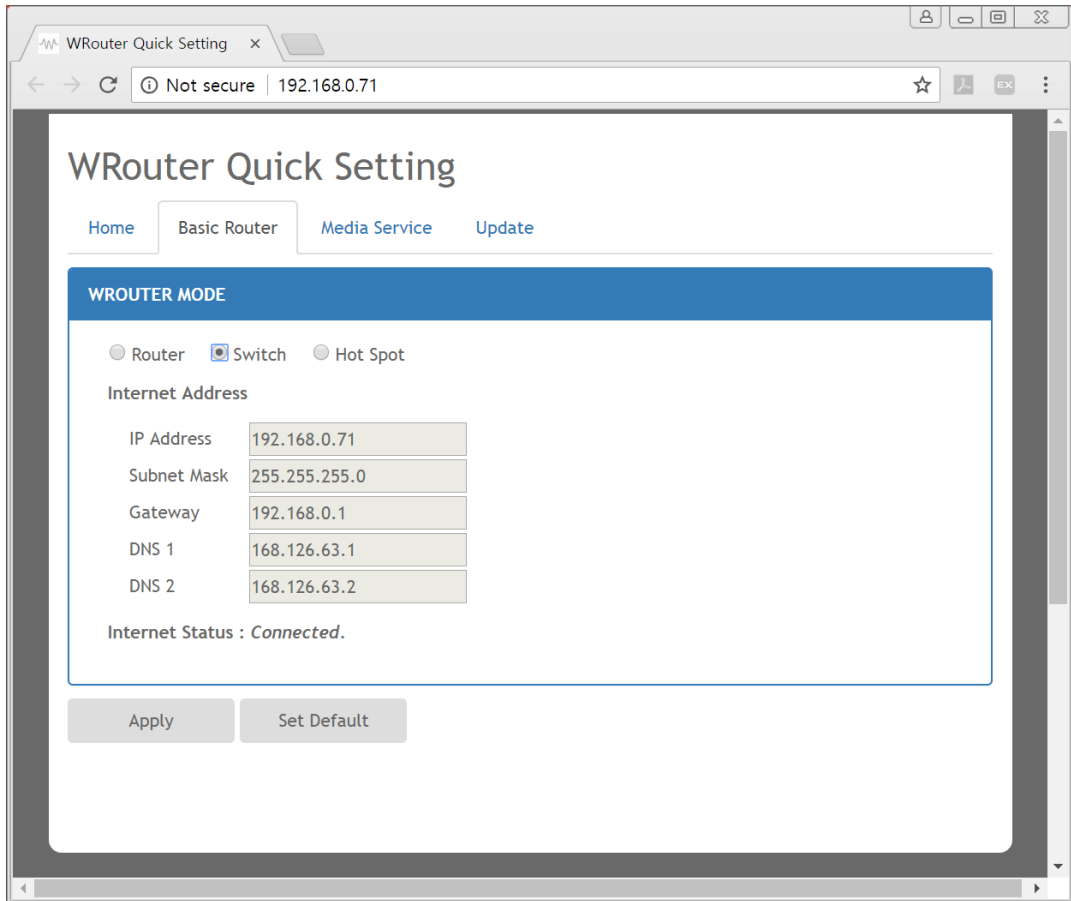 WRouter Quick Setting
Not secure 192.168.0.71
EX
WRouter Quick Setting
Home Basic Router Media Service Update
WROUTER MODE
Router Switch Hot Spot
Internet Address
IP Address 192.168.0.71
Subnet Mask 255.255.255.0
Gateway 192.168.0.1
DNS 1 168.126.63.1
DNS 2 168.126.63.2
Internet Status : Connected.
Apply Set Default